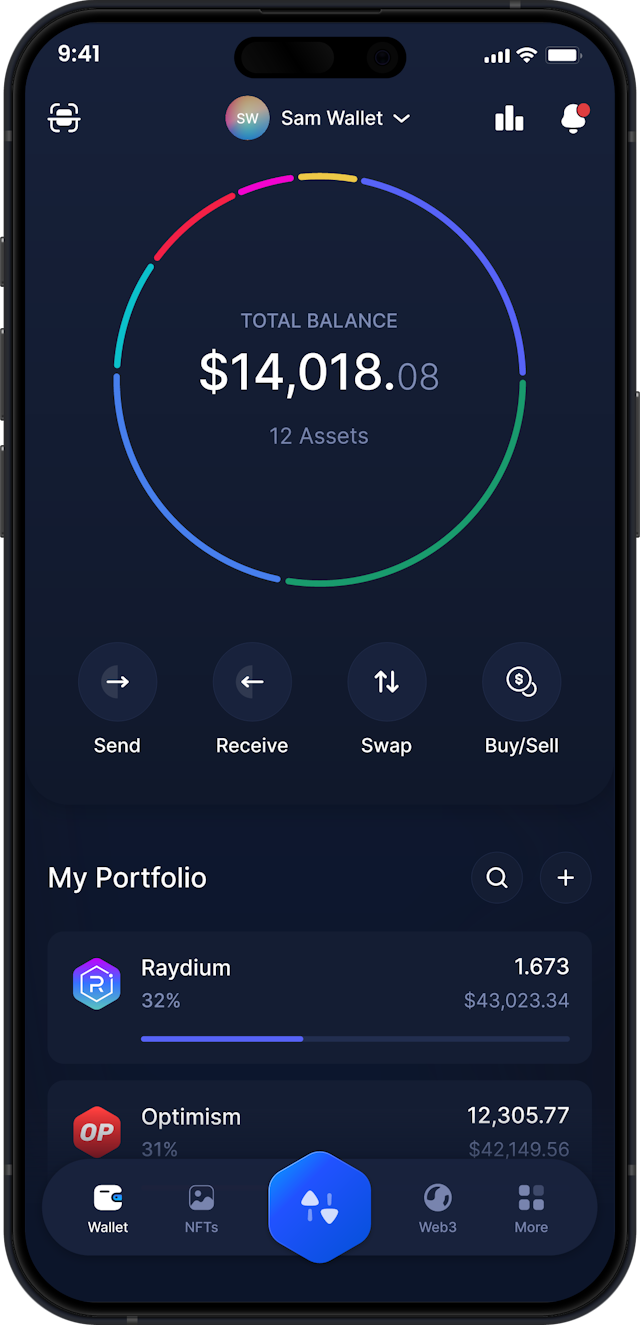 9:41
SW Sam Wallet
TOTAL BALANCE
$14,018.08
12 Assets
Send Receive Swap Buy/Sell
My Portfolio
Raydium 1.673
32% $43,023.34
Optimism 12,305.77
OP
31% $42,149.56
Wallet NFTs Web3 More